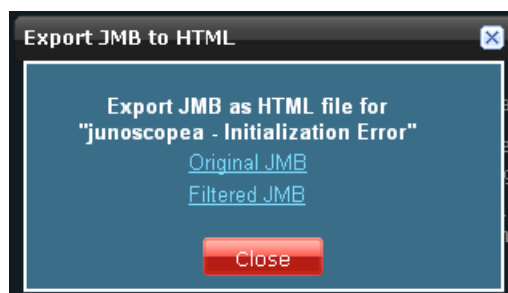 Export JMB to HTML
Export JMB as HTML file for
"junoscopea - Initialization Error"
Original JMB
Filtered JMB
Close